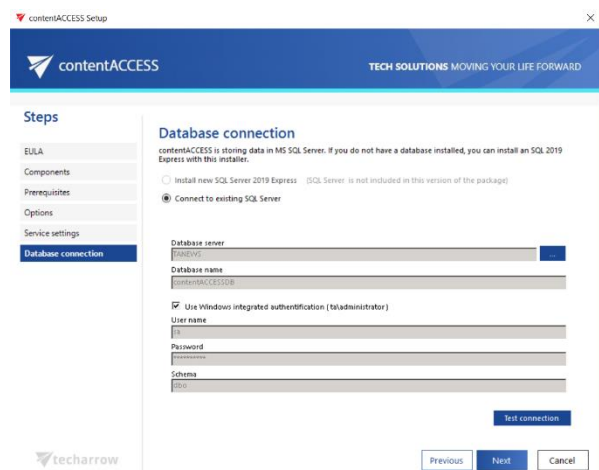 contentACCESS Setup
contentACCESS
TECH SOLUTIONS MOVING YOUR LIFE FORWARD
Steps
EULA
Components
Prerequisites
Options
Service settings
Database connection
Database connection
contentACCESS is storing data in MS SQL Server. If you do not have a database installed, you can install an SQL 2019
Express with this installer.
Install new SQL Server 2019 Express (SQL Server is not included in this version of the package)
Connect to existing SQL Server
Database server
TANEWS
...
Database name
contentACCESSDB
Use Windows integrated authentification (ta\administrator)
User name
Password
**********
Schema
dbo
Test connection
techarrow
Previous
Next
Cancel